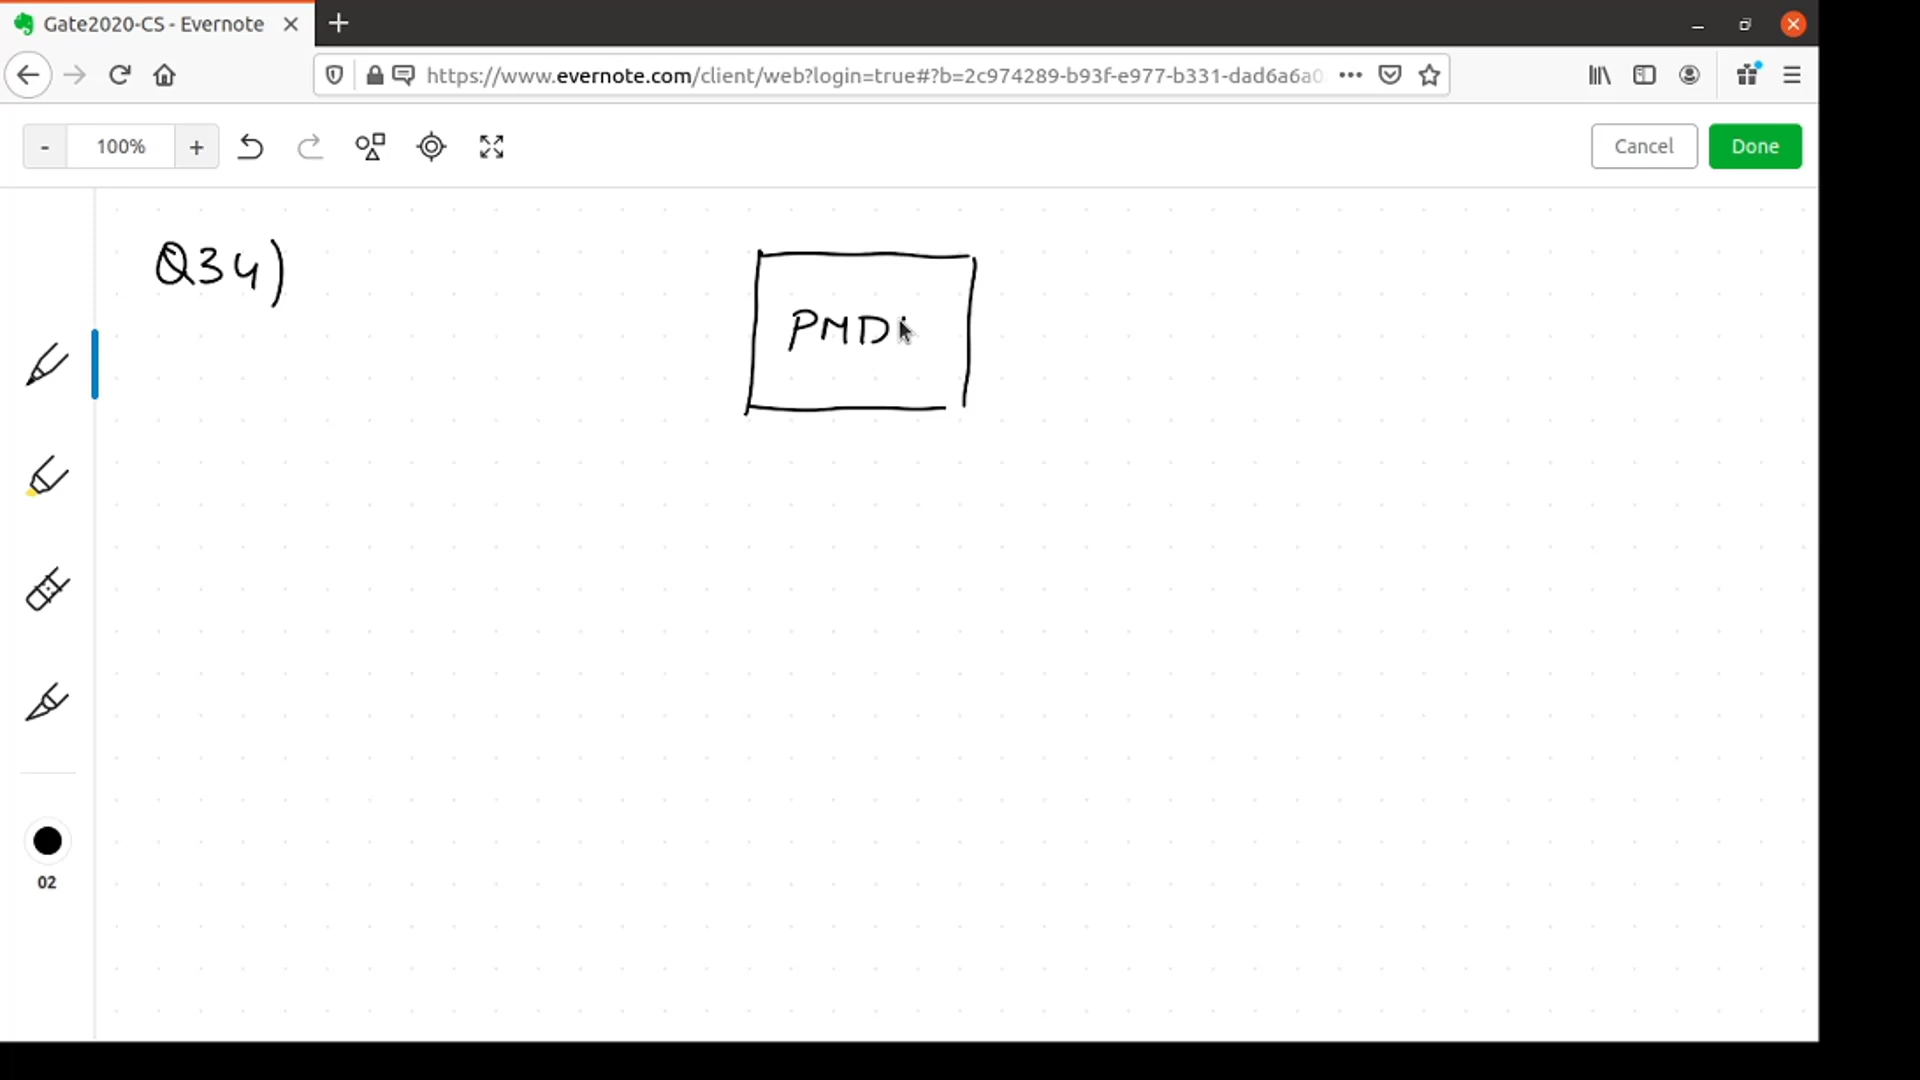 Gate2020-CS - Evernote
https://www.evernote.com/client/web?login=true#?b=2c974289-b93f-e977-b331-dad6a6a0
- 100% +
Cancel
Done
Q34)
PMD
02